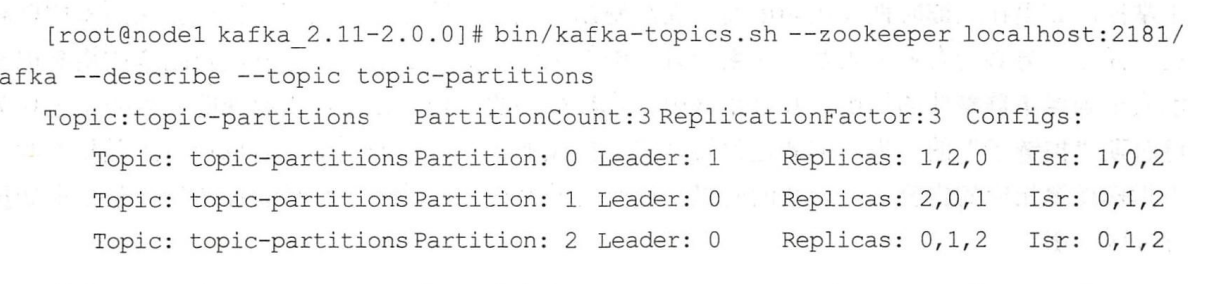 [root@node1 kafka_2.11-2.0.0]# bin/kafka-topics.sh --zookeeper localhost:2181/
afka --describe --topic topic-partitions
Topic:topic-partitions PartitionCount:3 ReplicationFactor:3 Configs:
Topic: topic-partitions Partition: 0 Leader: 1 Replicas: 1,2,0 Isr: 1,0,2
Topic: topic-partitions Partition: 1 Leader: 0 Replicas: 2,0,1 Isr: 0,1,2
Topic: topic-partitions Partition: 2 Leader: 0 Replicas: 0,1,2 Isr: 0,1,2